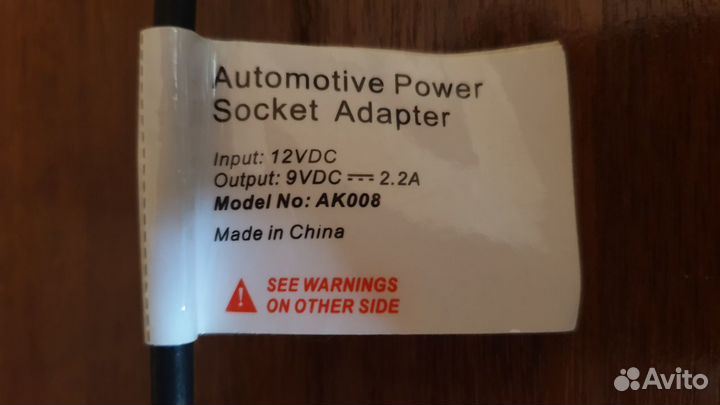 Automotive Power
Socket Adapter
Input: 12VDC
Output: 9VDC ⎓ 2.2A
Model No: AK008
Made in China
SEE WARNINGS
ON OTHER SIDE
Avito